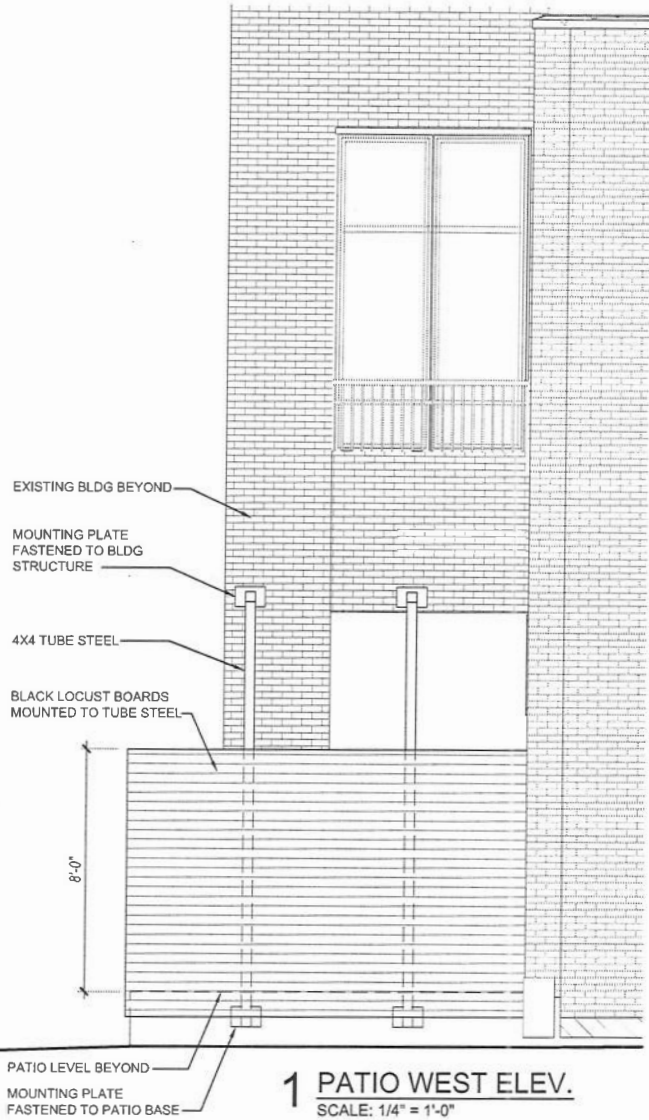 EXISTING BLDG BEYOND
MOUNTING PLATE
FASTENED TO BLDG
STRUCTURE
4X4 TUBE STEEL
BLACK LOCUST BOARDS
MOUNTED TO TUBE STEEL
8'-0"
PATIO LEVEL BEYOND
MOUNTING PLATE
FASTENED TO PATIO BASE
1 PATIO WEST ELEV.
SCALE: 1/4" = 1'-0"